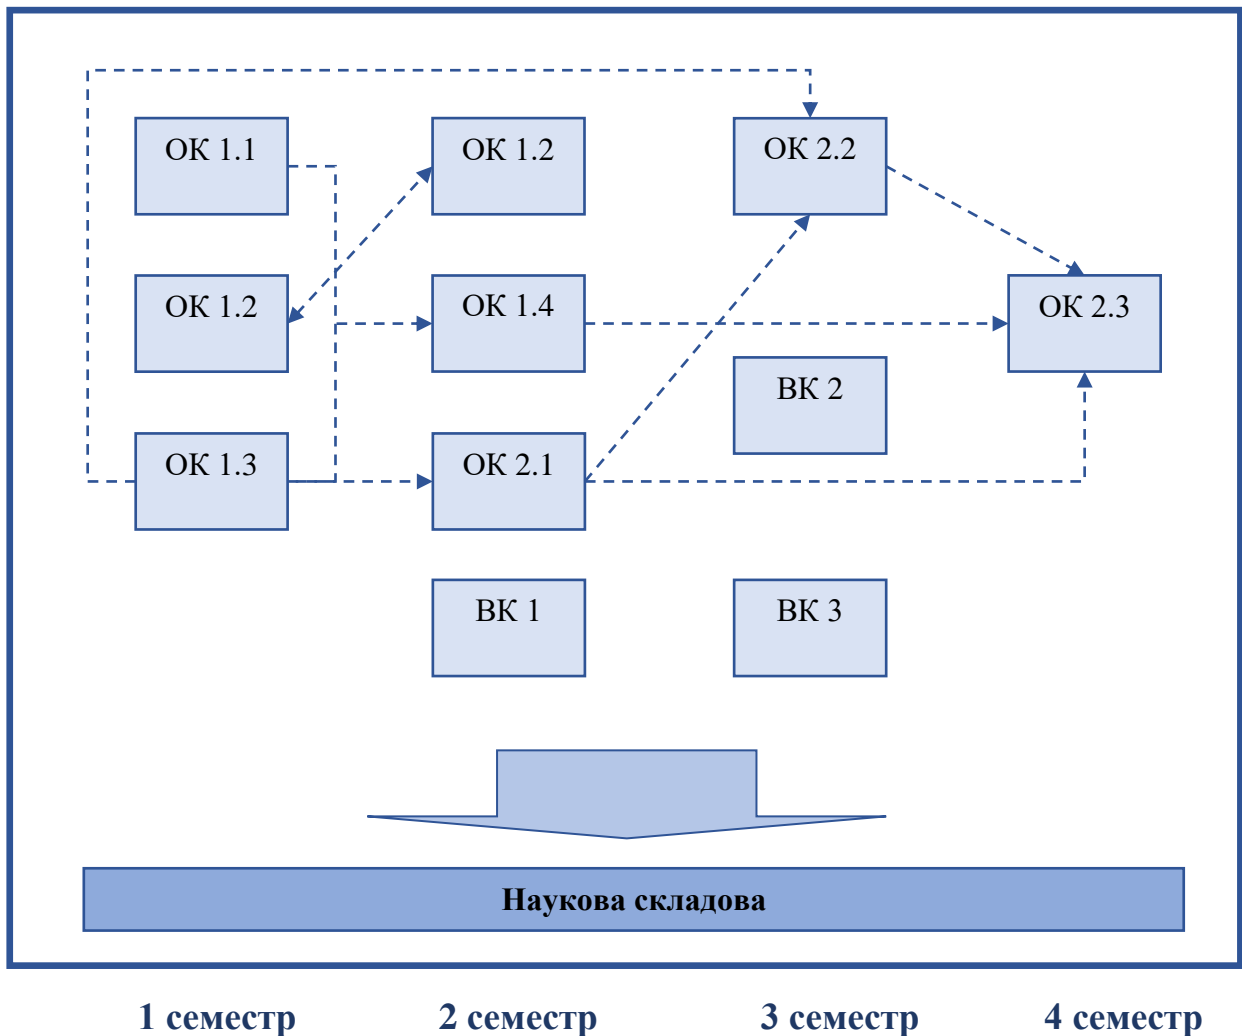 ОК 1.1
ОК 1.2
ОК 2.2
ОК 1.2
ОК 1.4
ОК 2.3
ВК 2
ОК 1.3
ОК 2.1
ВК 1
ВК 3
Наукова складова
1 семестр
2 семестр
3 семестр
4 семестр